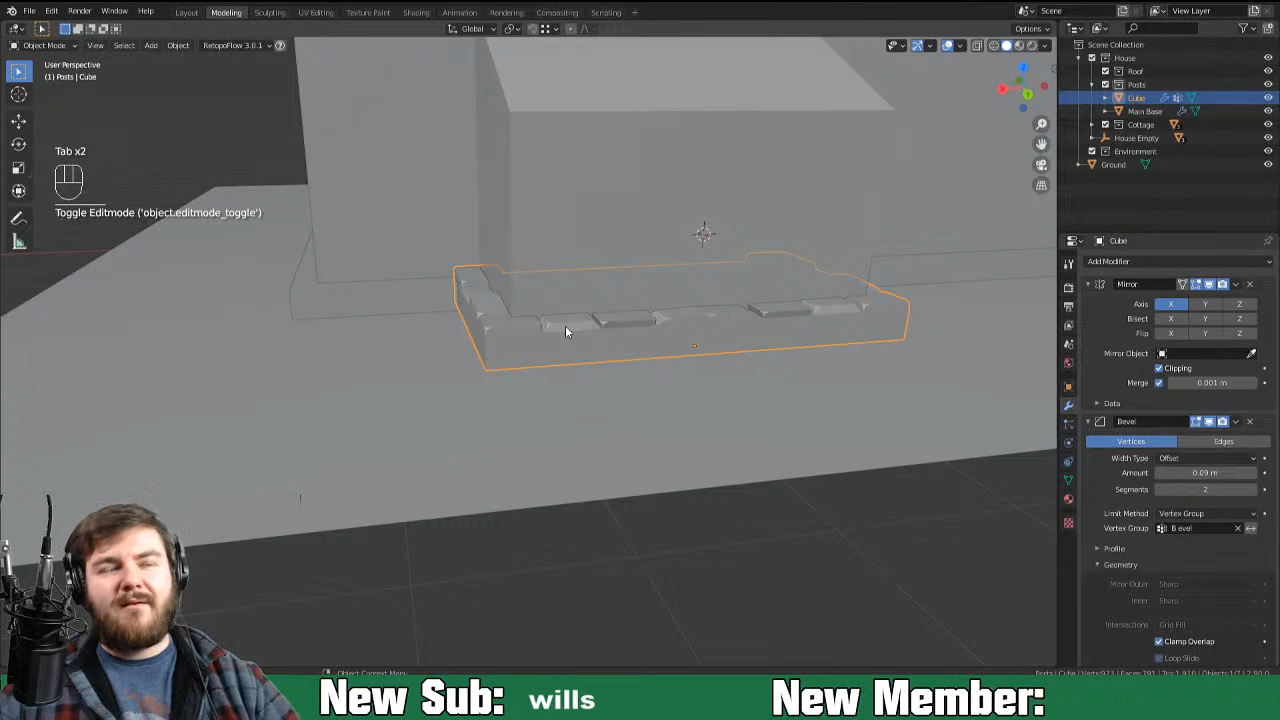 File Edit Render Window Help Layout Modeling Sculpting UV Editing Texture Paint Shading Animation Rendering Compositing Scripting + Scene View Layer
Global Options
Object Mode View Select Add Object RetopoFlow 3.0.1
User Perspective
(1) Posts | Cube
Tab x2
Toggle Editmode ('object.editmode_toggle')
Scene Collection
House
Roof
Posts
Cube
Main Base
Cottage
House Empty
Environment
Ground
Cube
Add Modifier
Mirror
Axis X Y Z
Bisect X Y Z
Flip X Y Z
Mirror Object
Clipping
Merge 0.001 m
Data
Bevel
Vertices Edges
Width Type Offset
Amount 0.09 m
Segments 2
Limit Method Vertex Group
Vertex Group Bevel
Profile
Geometry
Miter Outer Sharp
Inner Sharp
Intersections Grid Fill
Clamp Overlap
Loop Slide
New Sub: wills New Member: